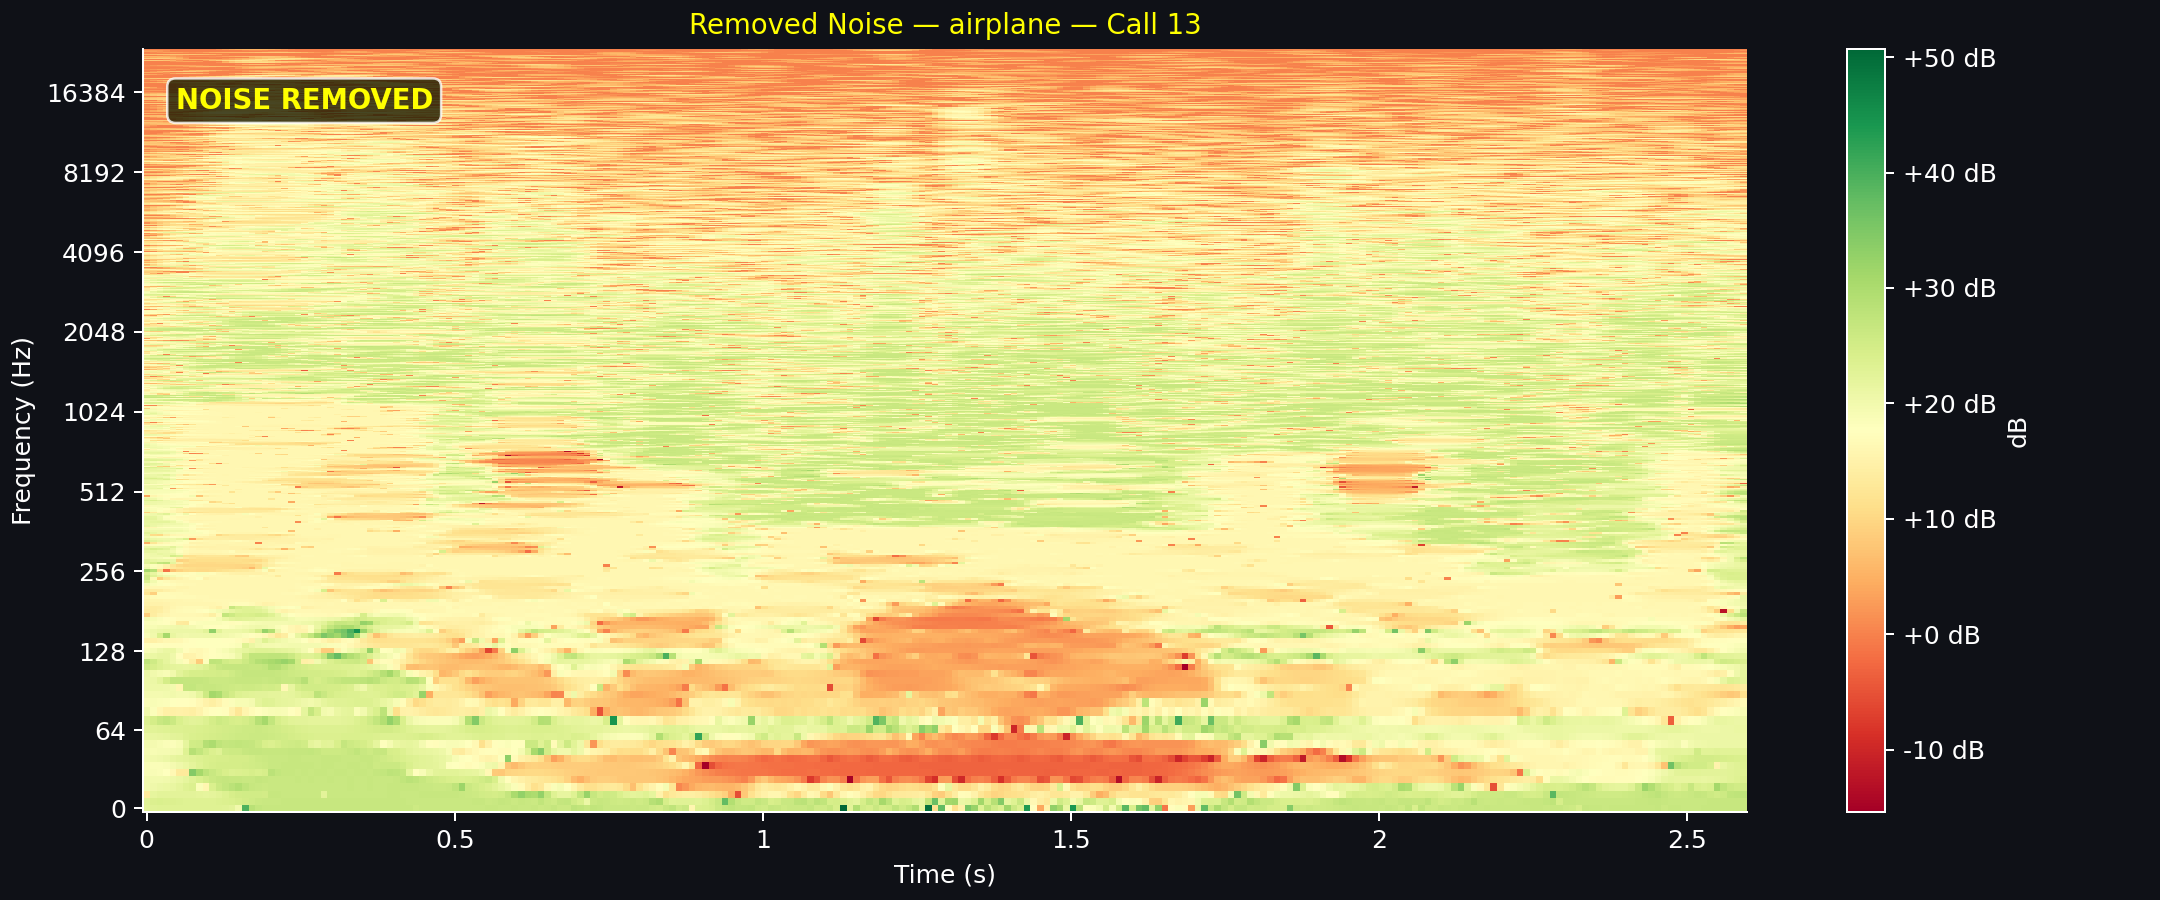 Removed Noise — airplane — Call 13
NOISE REMOVED
Frequency (Hz)
16384
8192
4096
2048
1024
512
256
128
64
0
0
0.5
1
1.5
2
2.5
Time (s)
+50 dB
+40 dB
+30 dB
+20 dB
+10 dB
+0 dB
-10 dB
dB